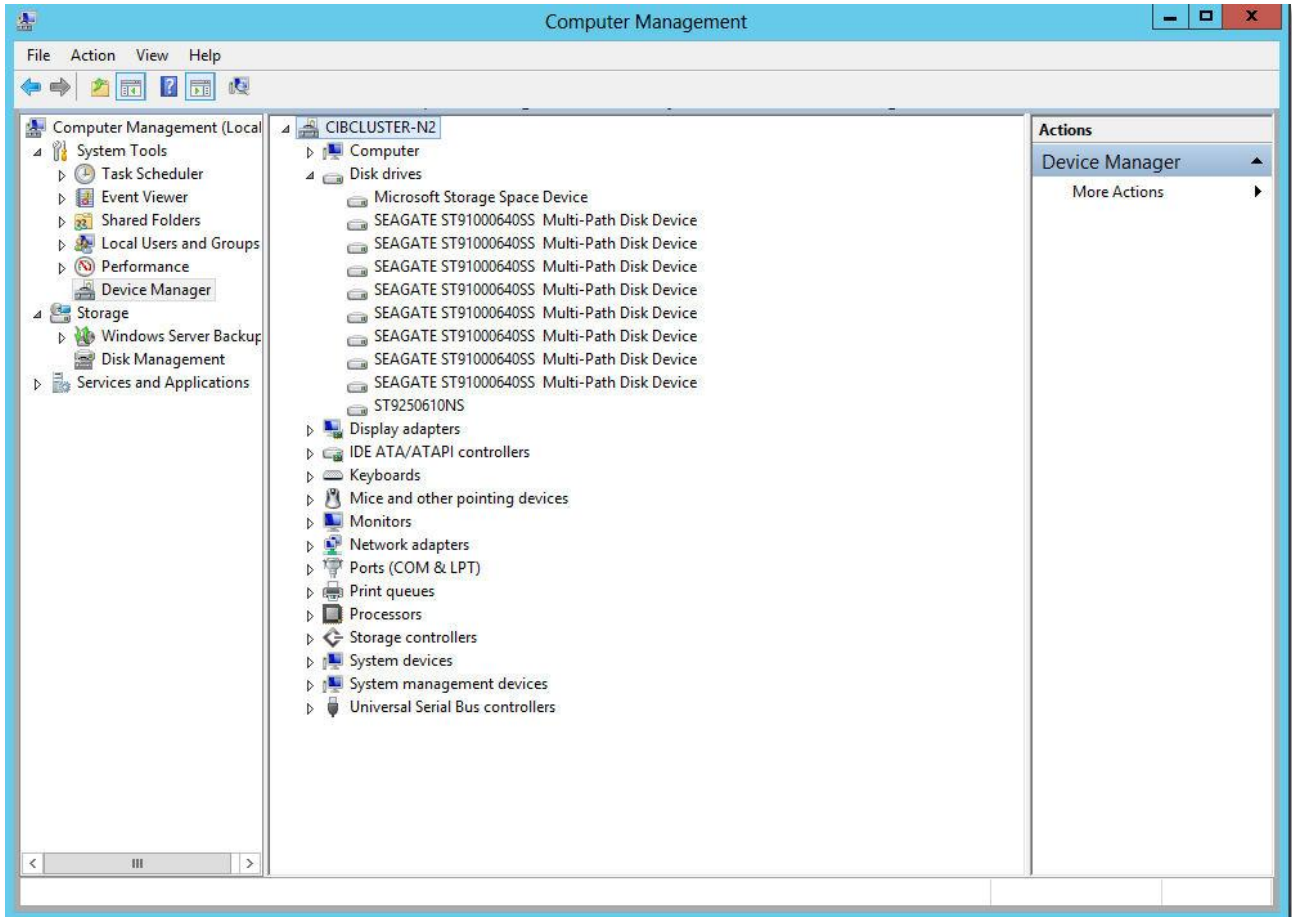 Computer Management
File Action View Help
Computer Management (Local
System Tools
Task Scheduler
Event Viewer
Shared Folders
Local Users and Groups
Performance
Device Manager
Storage
Windows Server Backup
Disk Management
Services and Applications
CIBCLUSTER-N2
Computer
Disk drives
Microsoft Storage Space Device
SEAGATE ST91000640SS Multi-Path Disk Device
SEAGATE ST91000640SS Multi-Path Disk Device
SEAGATE ST91000640SS Multi-Path Disk Device
SEAGATE ST91000640SS Multi-Path Disk Device
SEAGATE ST91000640SS Multi-Path Disk Device
SEAGATE ST91000640SS Multi-Path Disk Device
SEAGATE ST91000640SS Multi-Path Disk Device
SEAGATE ST91000640SS Multi-Path Disk Device
ST9250610NS
Display adapters
IDE ATA/ATAPI controllers
Keyboards
Mice and other pointing devices
Monitors
Network adapters
Ports (COM & LPT)
Print queues
Processors
Storage controllers
System devices
System management devices
Universal Serial Bus controllers
Actions
Device Manager
More Actions